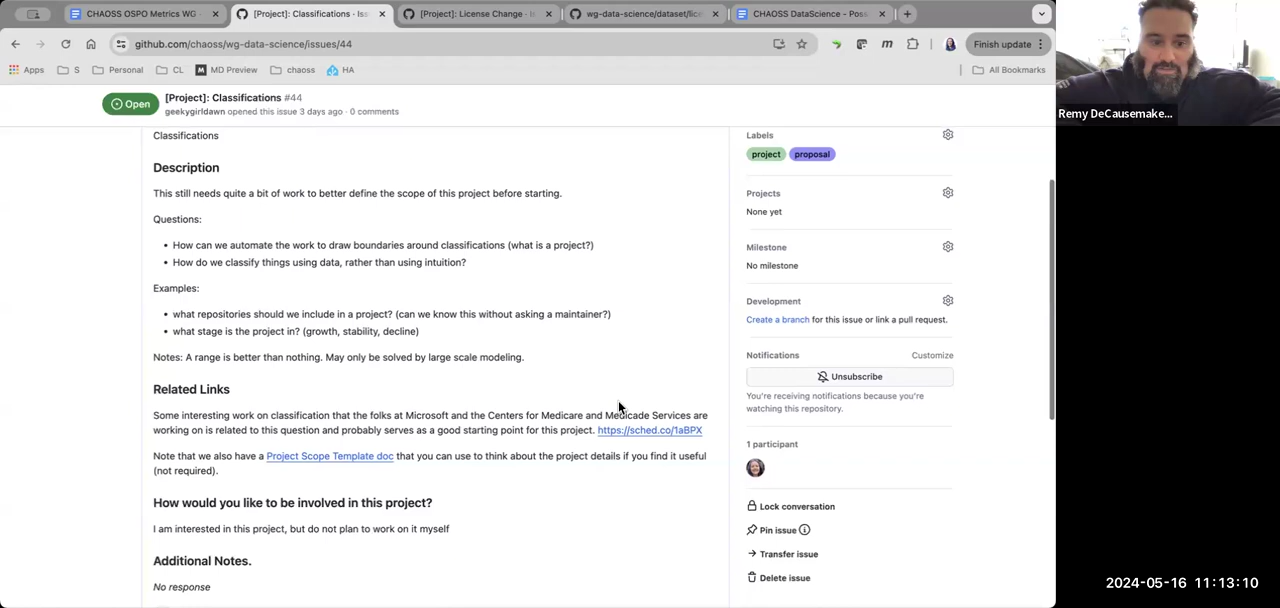 CHAOSS OSPO Metrics WG
[Project]: Classifications · Iss
[Project]: License Change · Is
wg-data-science/dataset/lice
CHAOSS DataScience - Poss
github.com/chaoss/wg-data-science/issues/44
Finish update
Apps
S
Personal
CL
MD Preview
chaoss
HA
All Bookmarks
Remy DeCausemake...
Open
[Project]: Classifications #44
geekygirldawn opened this issue 3 days ago · 0 comments
Classifications
Description
This still needs quite a bit of work to better define the scope of this project before starting.
Questions:
• How can we automate the work to draw boundaries around classifications (what is a project?)
• How do we classify things using data, rather than using intuition?
Examples:
• what repositories should we include in a project? (can we know this without asking a maintainer?)
• what stage is the project in? (growth, stability, decline)
Notes: A range is better than nothing. May only be solved by large scale modeling.
Related Links
Some interesting work on classification that the folks at Microsoft and the Centers for Medicare and Medicade Services are
working on is related to this question and probably serves as a good starting point for this project. https://sched.co/1aBPX
Note that we also have a Project Scope Template doc that you can use to think about the project details if you find it useful
(not required).
How would you like to be involved in this project?
I am interested in this project, but do not plan to work on it myself
Additional Notes.
No response
Labels
project
proposal
Projects
None yet
Milestone
No milestone
Development
Create a branch for this issue or link a pull request.
Notifications
Customize
Unsubscribe
You're receiving notifications because you're
watching this repository.
1 participant
Lock conversation
Pin issue
Transfer issue
Delete issue
2024-05-16 11:13:10